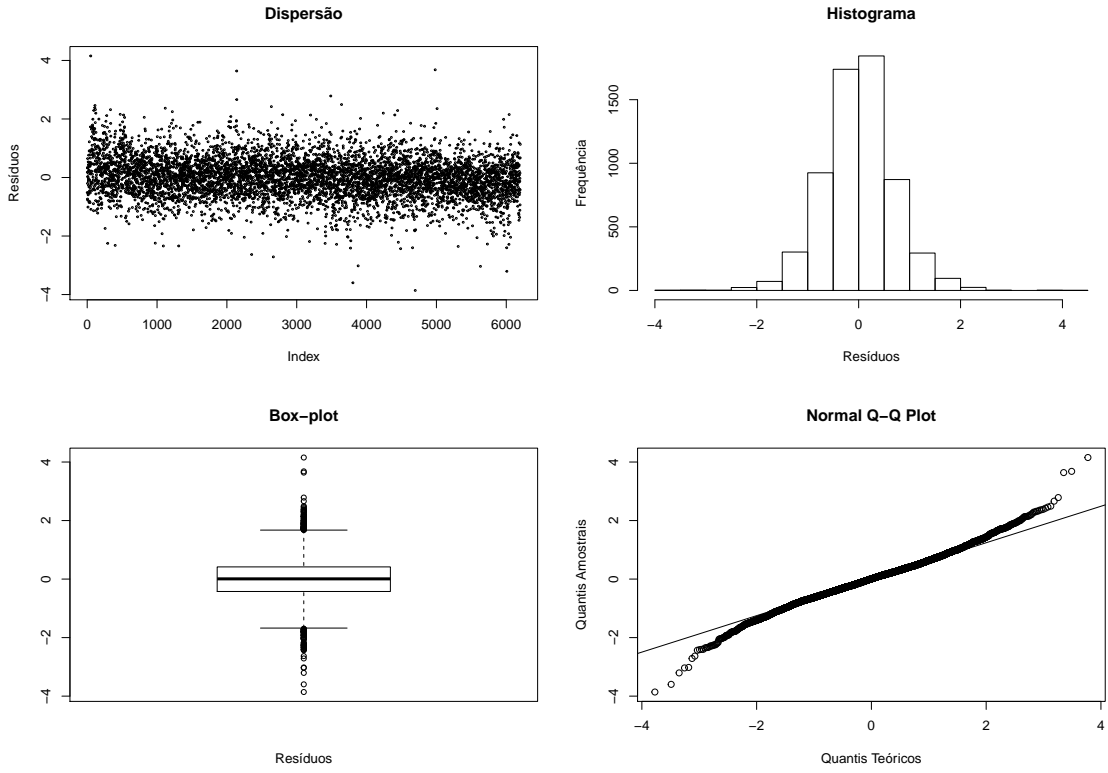 Dispersão
Resíduos
4
2
0
−2
−4
0 1000 2000 3000 4000 5000 6000
Index
Histograma
Frequência
1500
1000
500
0
−4 −2 0 2 4
Resíduos
Box−plot
4
2
0
−2
−4
Resíduos
Normal Q−Q Plot
Quantis Amostrais
4
2
0
−2
−4
−4 −2 0 2 4
Quantis Teóricos